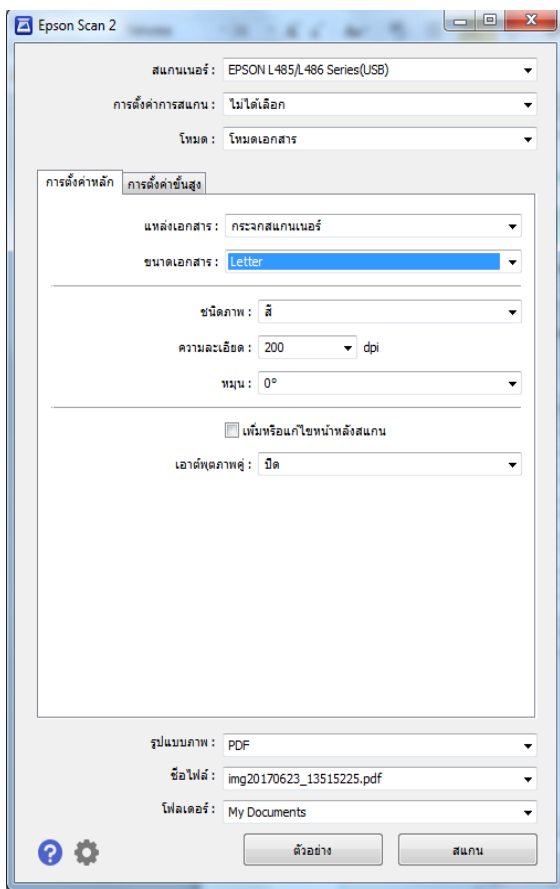 Epson Scan 2
สแกนเนอร์ : EPSON L485/L486 Series(USB)
การตั้งค่าการสแกน : ไม่ได้เลือก
โหมด : โหมดเอกสาร
การตั้งค่าหลัก การตั้งค่าขั้นสูง
แหล่งเอกสาร : กระจกสแกนเนอร์
ขนาดเอกสาร : Letter
ชนิดภาพ : สี
ความละเอียด : 200 dpi
หมุน : 0°
เพิ่มหรือแก้ไขหน้าหลังสแกน
เอาต์พุตภาพคู่ : ปิด
รูปแบบภาพ : PDF
ชื่อไฟล์ : img20170623_13515225.pdf
โฟลเดอร์ : My Documents
ตัวอย่าง สแกน